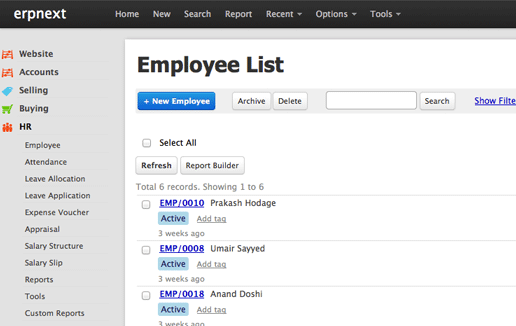 erpnext Home New Search Report Recent Options Tools
Website
Accounts
Selling
Buying
HR
Employee
Attendance
Leave Allocation
Leave Application
Expense Voucher
Appraisal
Salary Structure
Salary Slip
Reports
Tools
Custom Reports
Employee List
+ New Employee Archive Delete Search Show Filte
Select All
Refresh Report Builder
Total 6 records. Showing 1 to 6
EMP/0010 Prakash Hodage
Active Add tag
3 weeks ago
EMP/0008 Umair Sayyed
Active Add tag
3 weeks ago
EMP/0018 Anand Doshi
Active Add tag
3 weeks ago